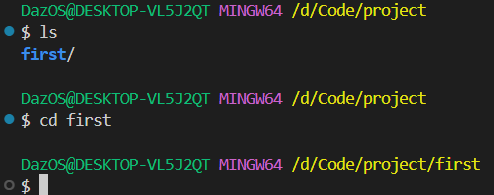 DazOS@DESKTOP-VL5J2QT MINGW64 /d/Code/project
$ ls
first/
DazOS@DESKTOP-VL5J2QT MINGW64 /d/Code/project
$ cd first
DazOS@DESKTOP-VL5J2QT MINGW64 /d/Code/project/first
$